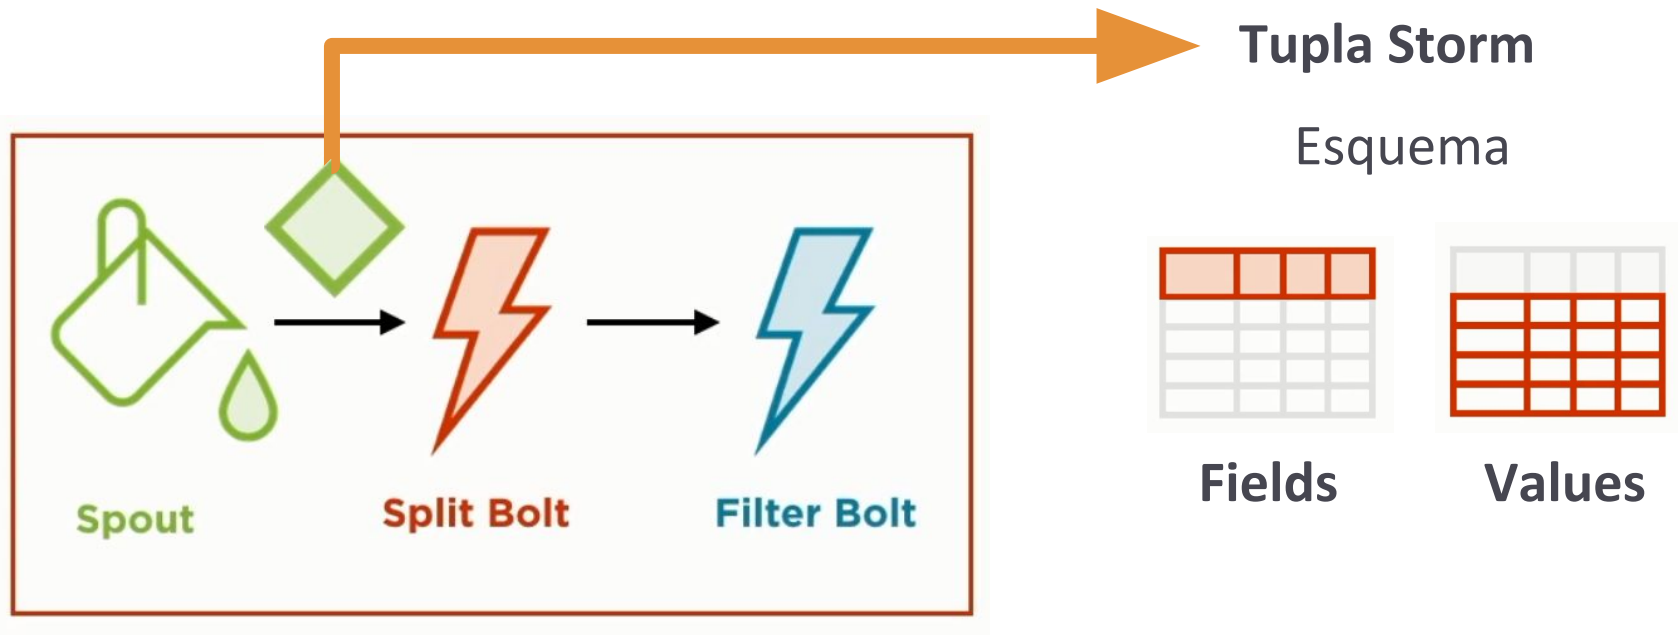 Tupla Storm
Esquema
Spout
Split Bolt
Filter Bolt
Fields
Values